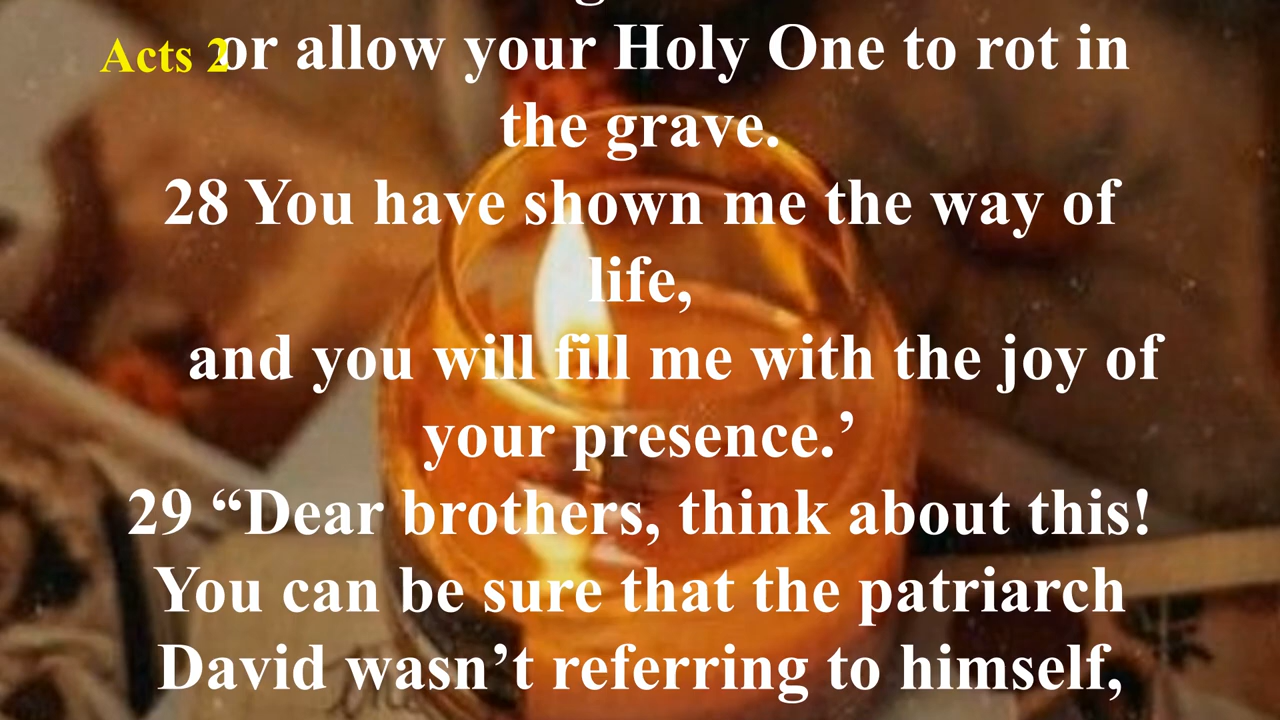 Acts 2
or allow your Holy One to rot in
the grave.
28 You have shown me the way of
life,
and you will fill me with the joy of
your presence.’
29 “Dear brothers, think about this!
You can be sure that the patriarch
David wasn’t referring to himself,